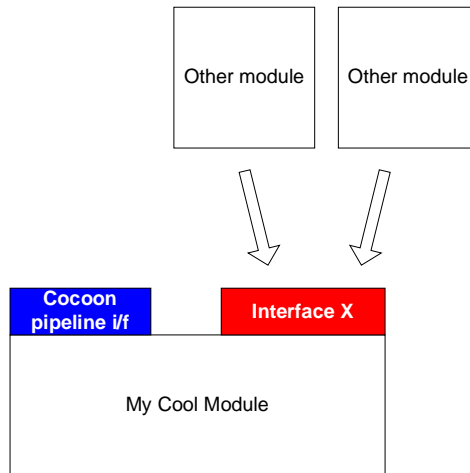 Other module
Other module
Cocoon
pipeline i/f
Interface X
My Cool Module